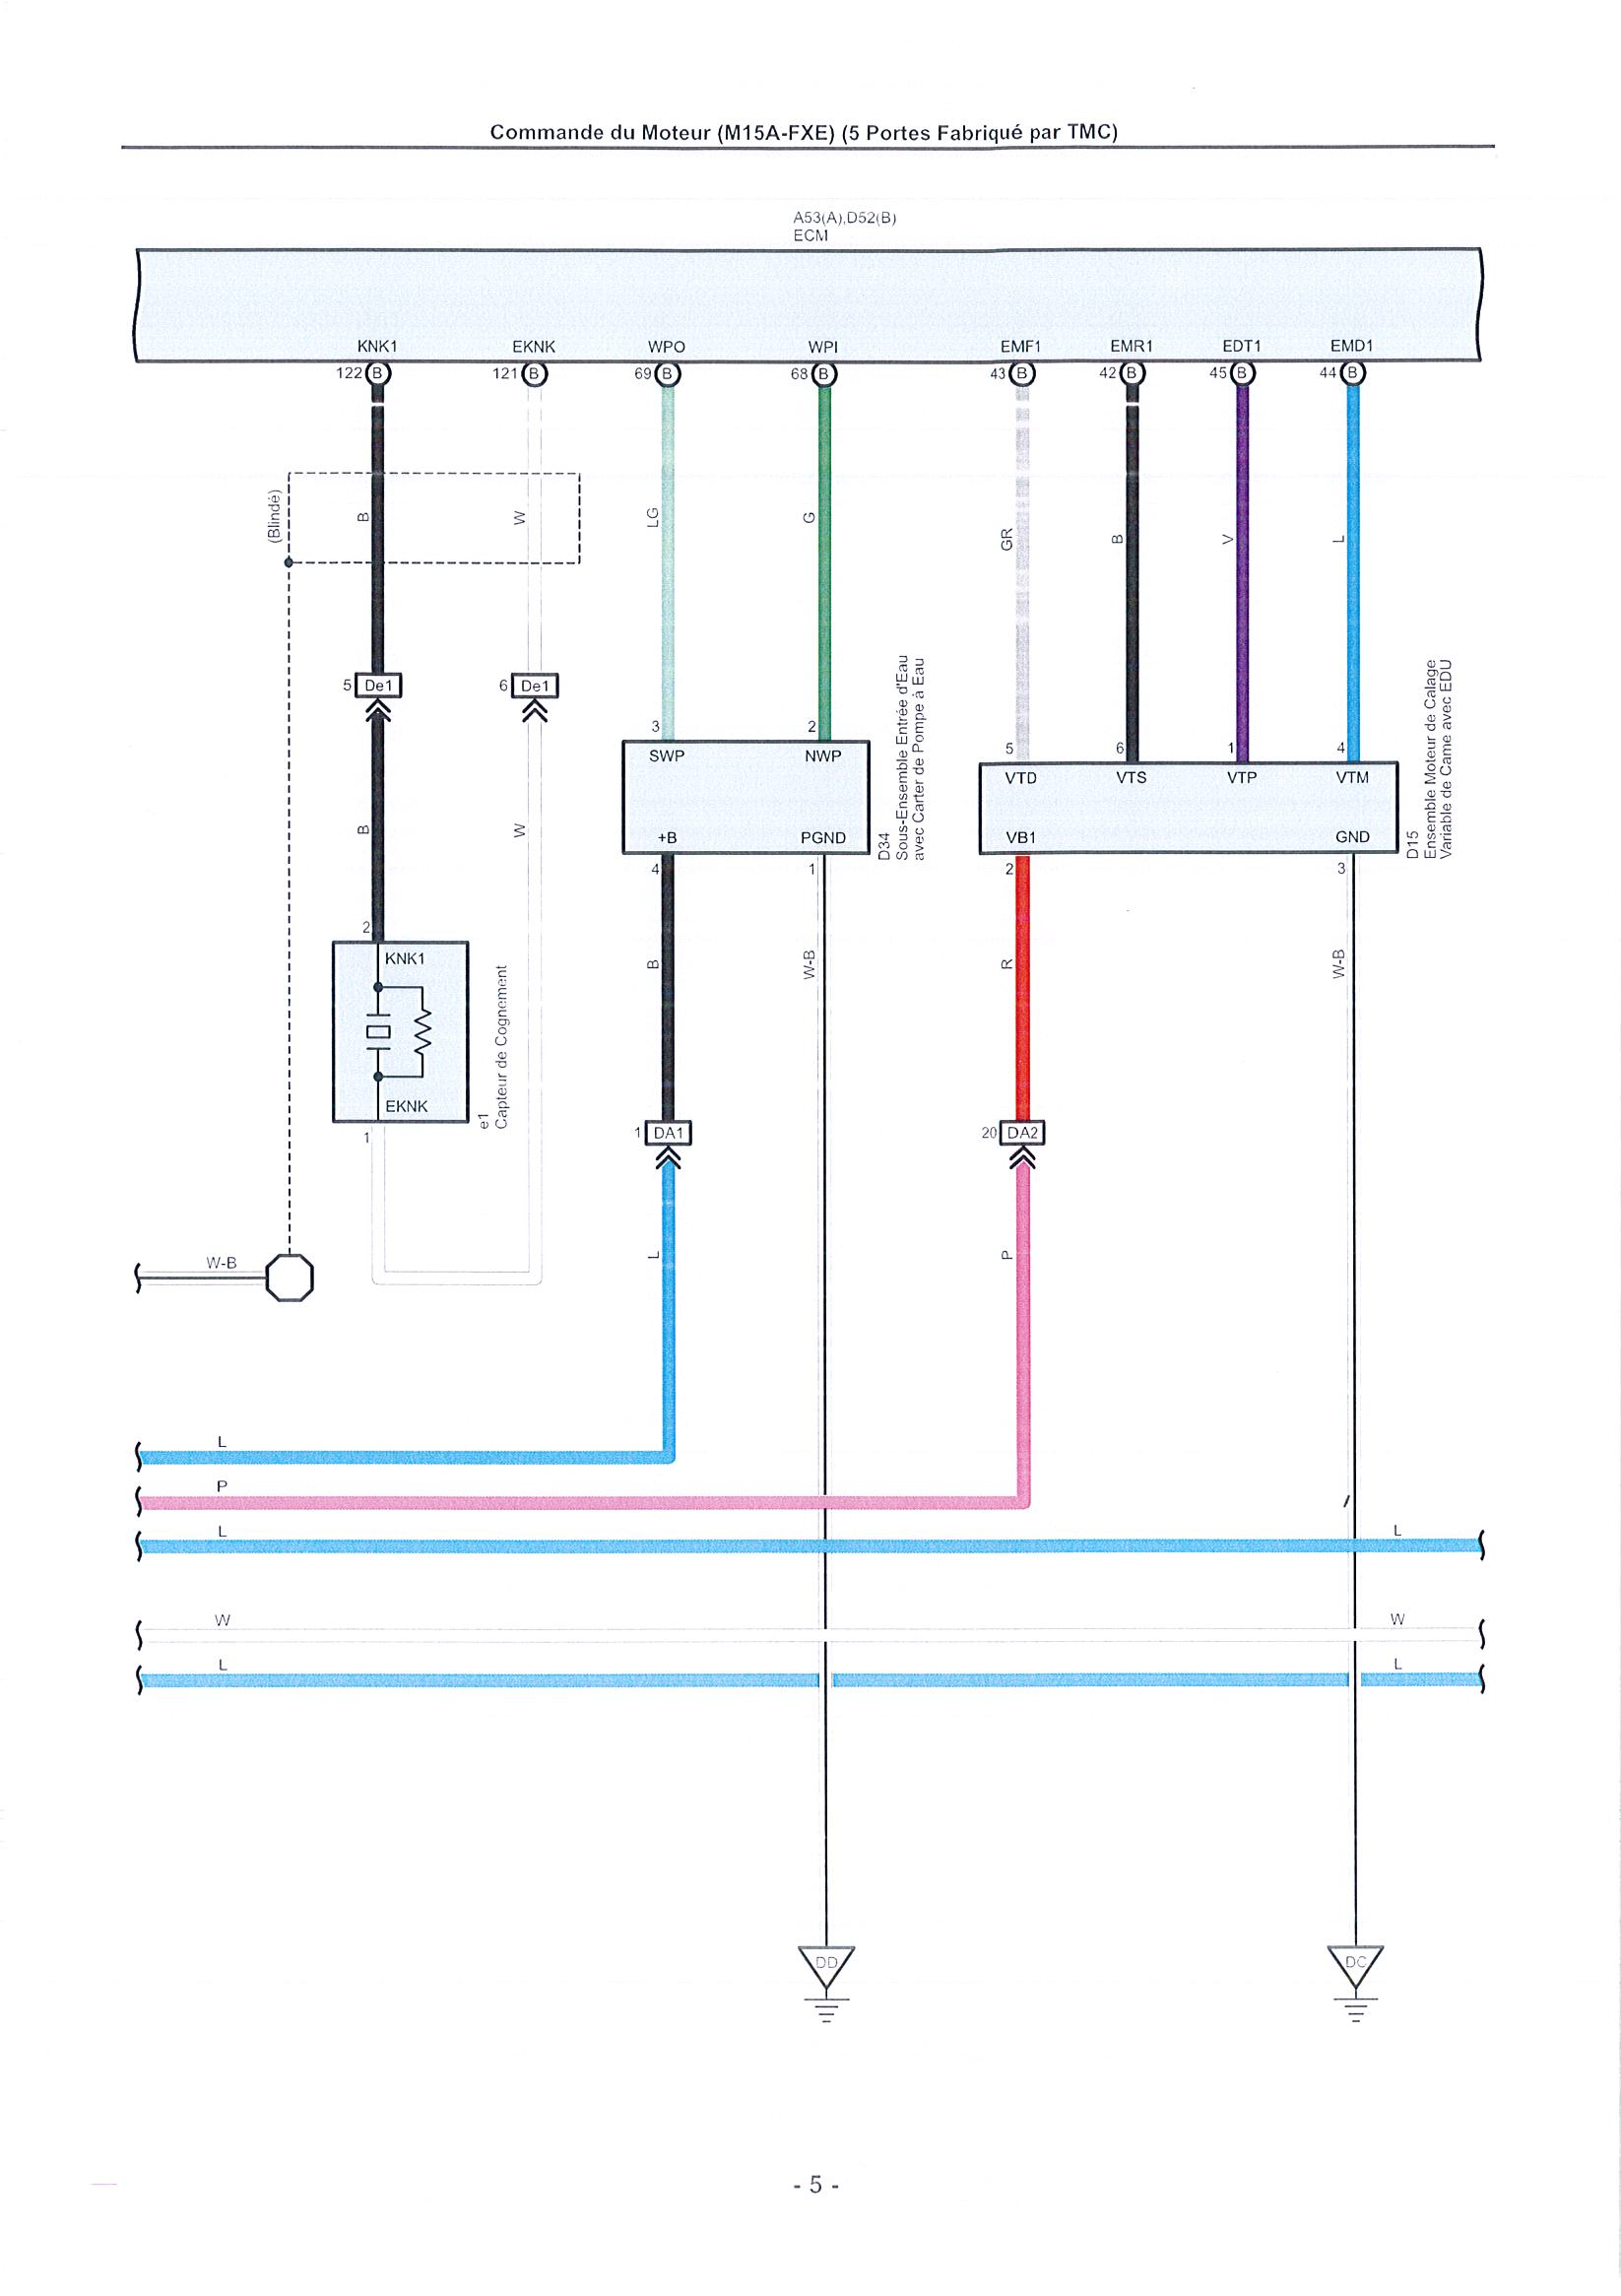 Commande du Moteur (M15A-FXE) (5 Portes Fabriqué par TMC)
A53(A),D52(B)
ECM
KNK1 EKNK WPO WPI EMF1 EMR1 EDT1 EMD1
122 B 121 B 69 B 68 B 43 B 42 B 45 B 44 B
(Blindé)
B W LG G GR B V L
5 De1 6 De1
3 2 5 6 1 4
SWP NWP VTD VTS VTP VTM
+B PGND VB1 GND
D34
Sous-Ensemble Entrée d'Eau
avec Carter de Pompe à Eau
D15
Ensemble Moteur de Calage
Variable de Came avec EDU
B W
4 1 2 3
2
KNK1
B W-B R W-B
EKNK
1
e1
Capteur de Cognement
1 DA1 20 DA2
W-B
L P
L
P
L L
W W
L L
DD DC
- 5 -